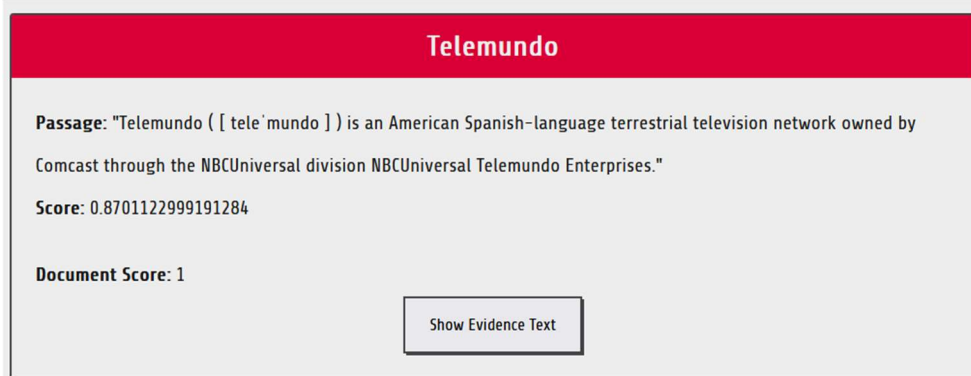 Telemundo
Passage: "Telemundo ( [ teleˈmundo ] ) is an American Spanish-language terrestrial television network owned by
Comcast through the NBCUniversal division NBCUniversal Telemundo Enterprises."
Score: 0.8701122999191284
Document Score: 1
Show Evidence Text